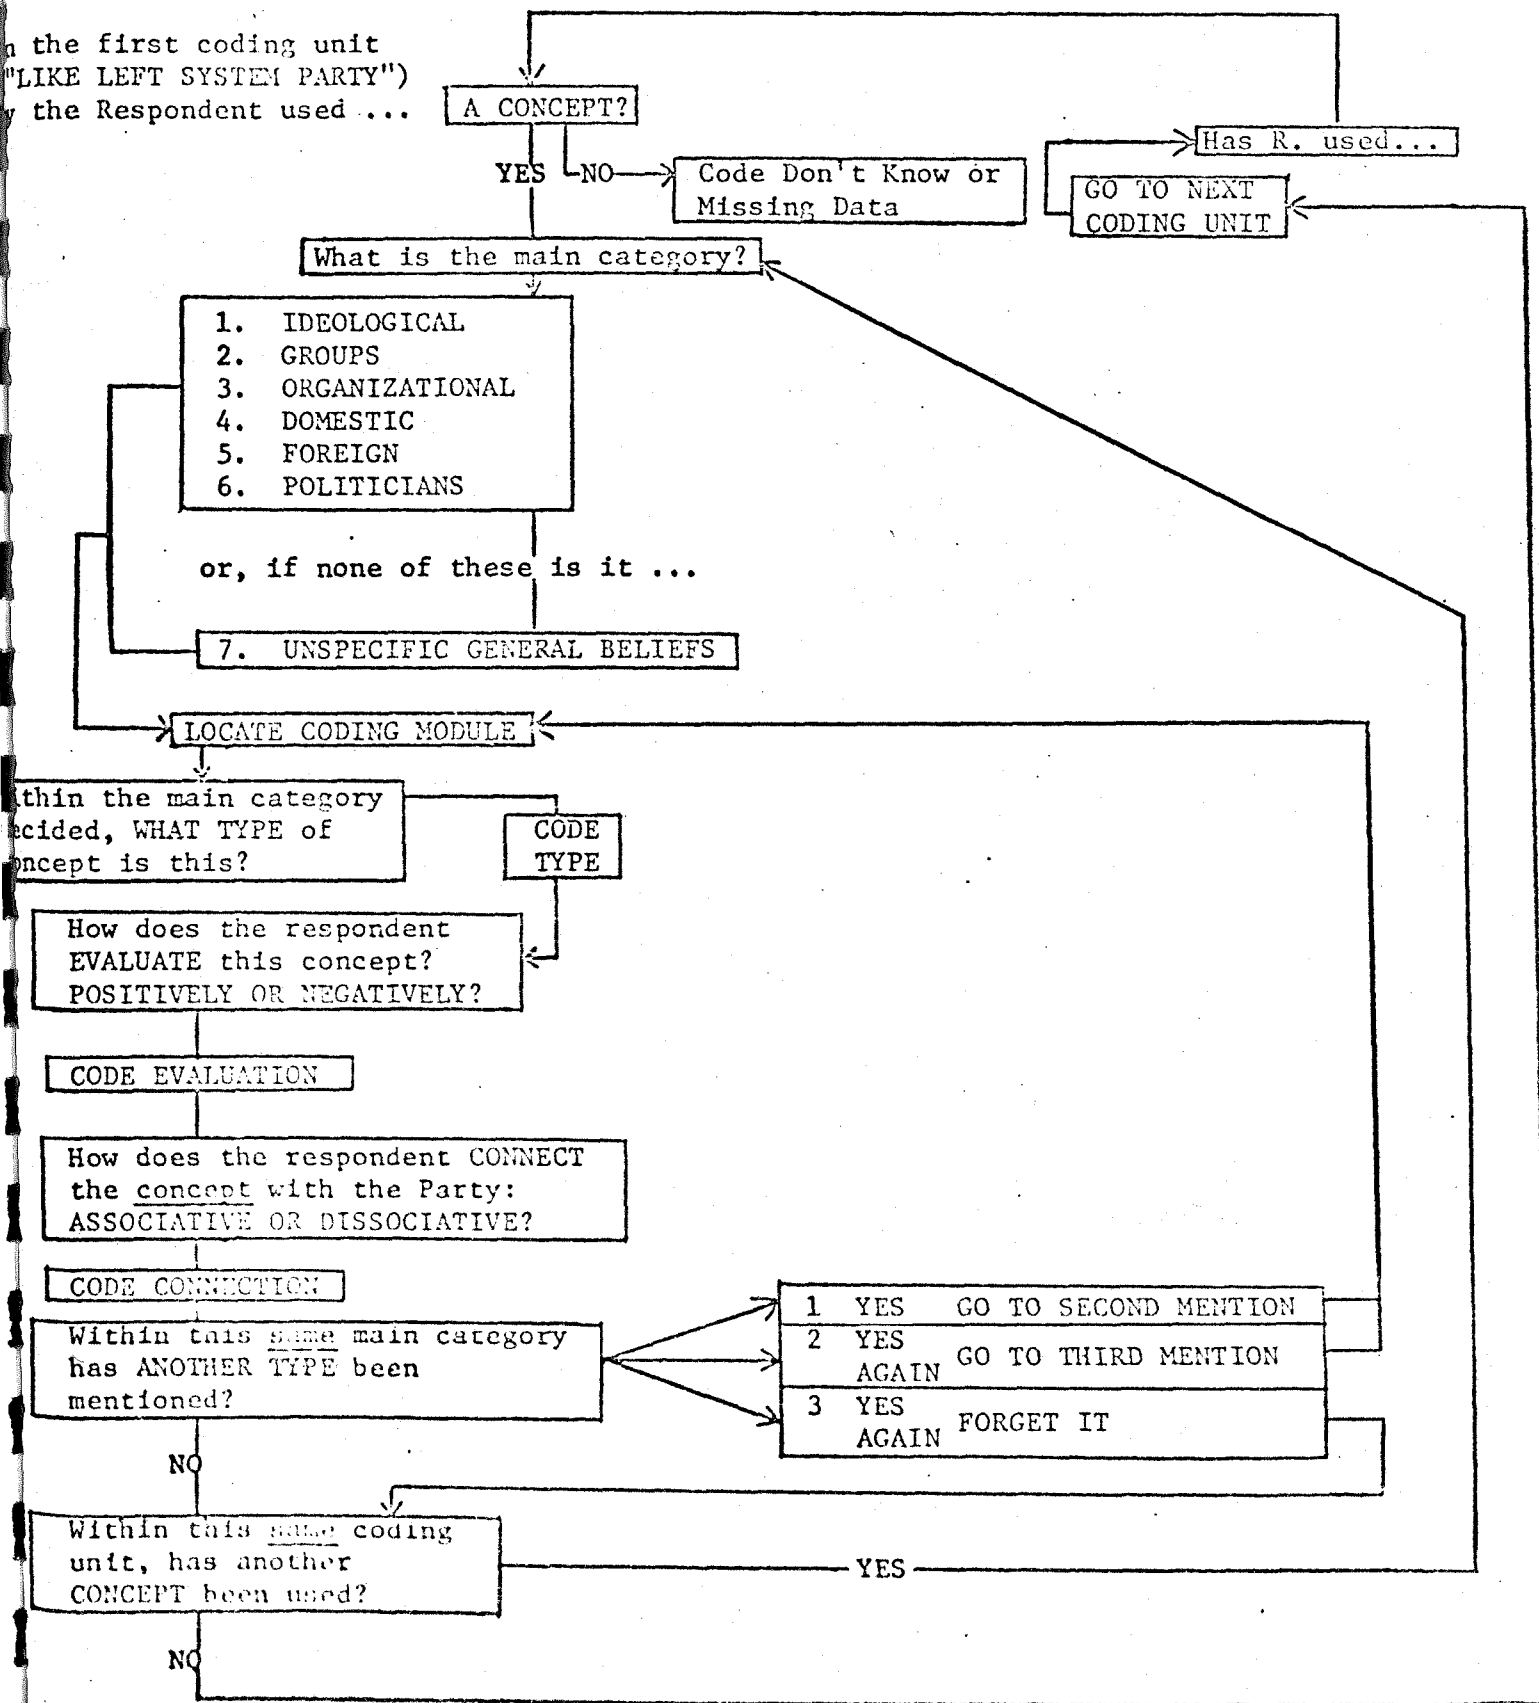 the first coding unit
"LIKE LEFT SYSTEM PARTY")
the Respondent used ...
A CONCEPT?
Has R. used...
YES
NO
Code Don't Know or
Missing Data
GO TO NEXT
CODING UNIT
What is the main category?
1. IDEOLOGICAL
2. GROUPS
3. ORGANIZATIONAL
4. DOMESTIC
5. FOREIGN
6. POLITICIANS
or, if none of these is it ...
7. UNSPECIFIC GENERAL BELIEFS
LOCATE CODING MODULE
ithin the main category
ecided, WHAT TYPE of
oncept is this?
CODE
TYPE
How does the respondent
EVALUATE this concept?
POSITIVELY OR NEGATIVELY?
CODE EVALUATION
How does the respondent CONNECT
the concept with the Party:
ASSOCIATIVE OR DISSOCIATIVE?
CODE CONNECTION
Within this same main category
has ANOTHER TYPE been
mentioned?
1 YES GO TO SECOND MENTION
2 YES
AGAIN GO TO THIRD MENTION
3 YES
AGAIN FORGET IT
NO
Within this same coding
unit, has another
CONCEPT been used?
YES
NO